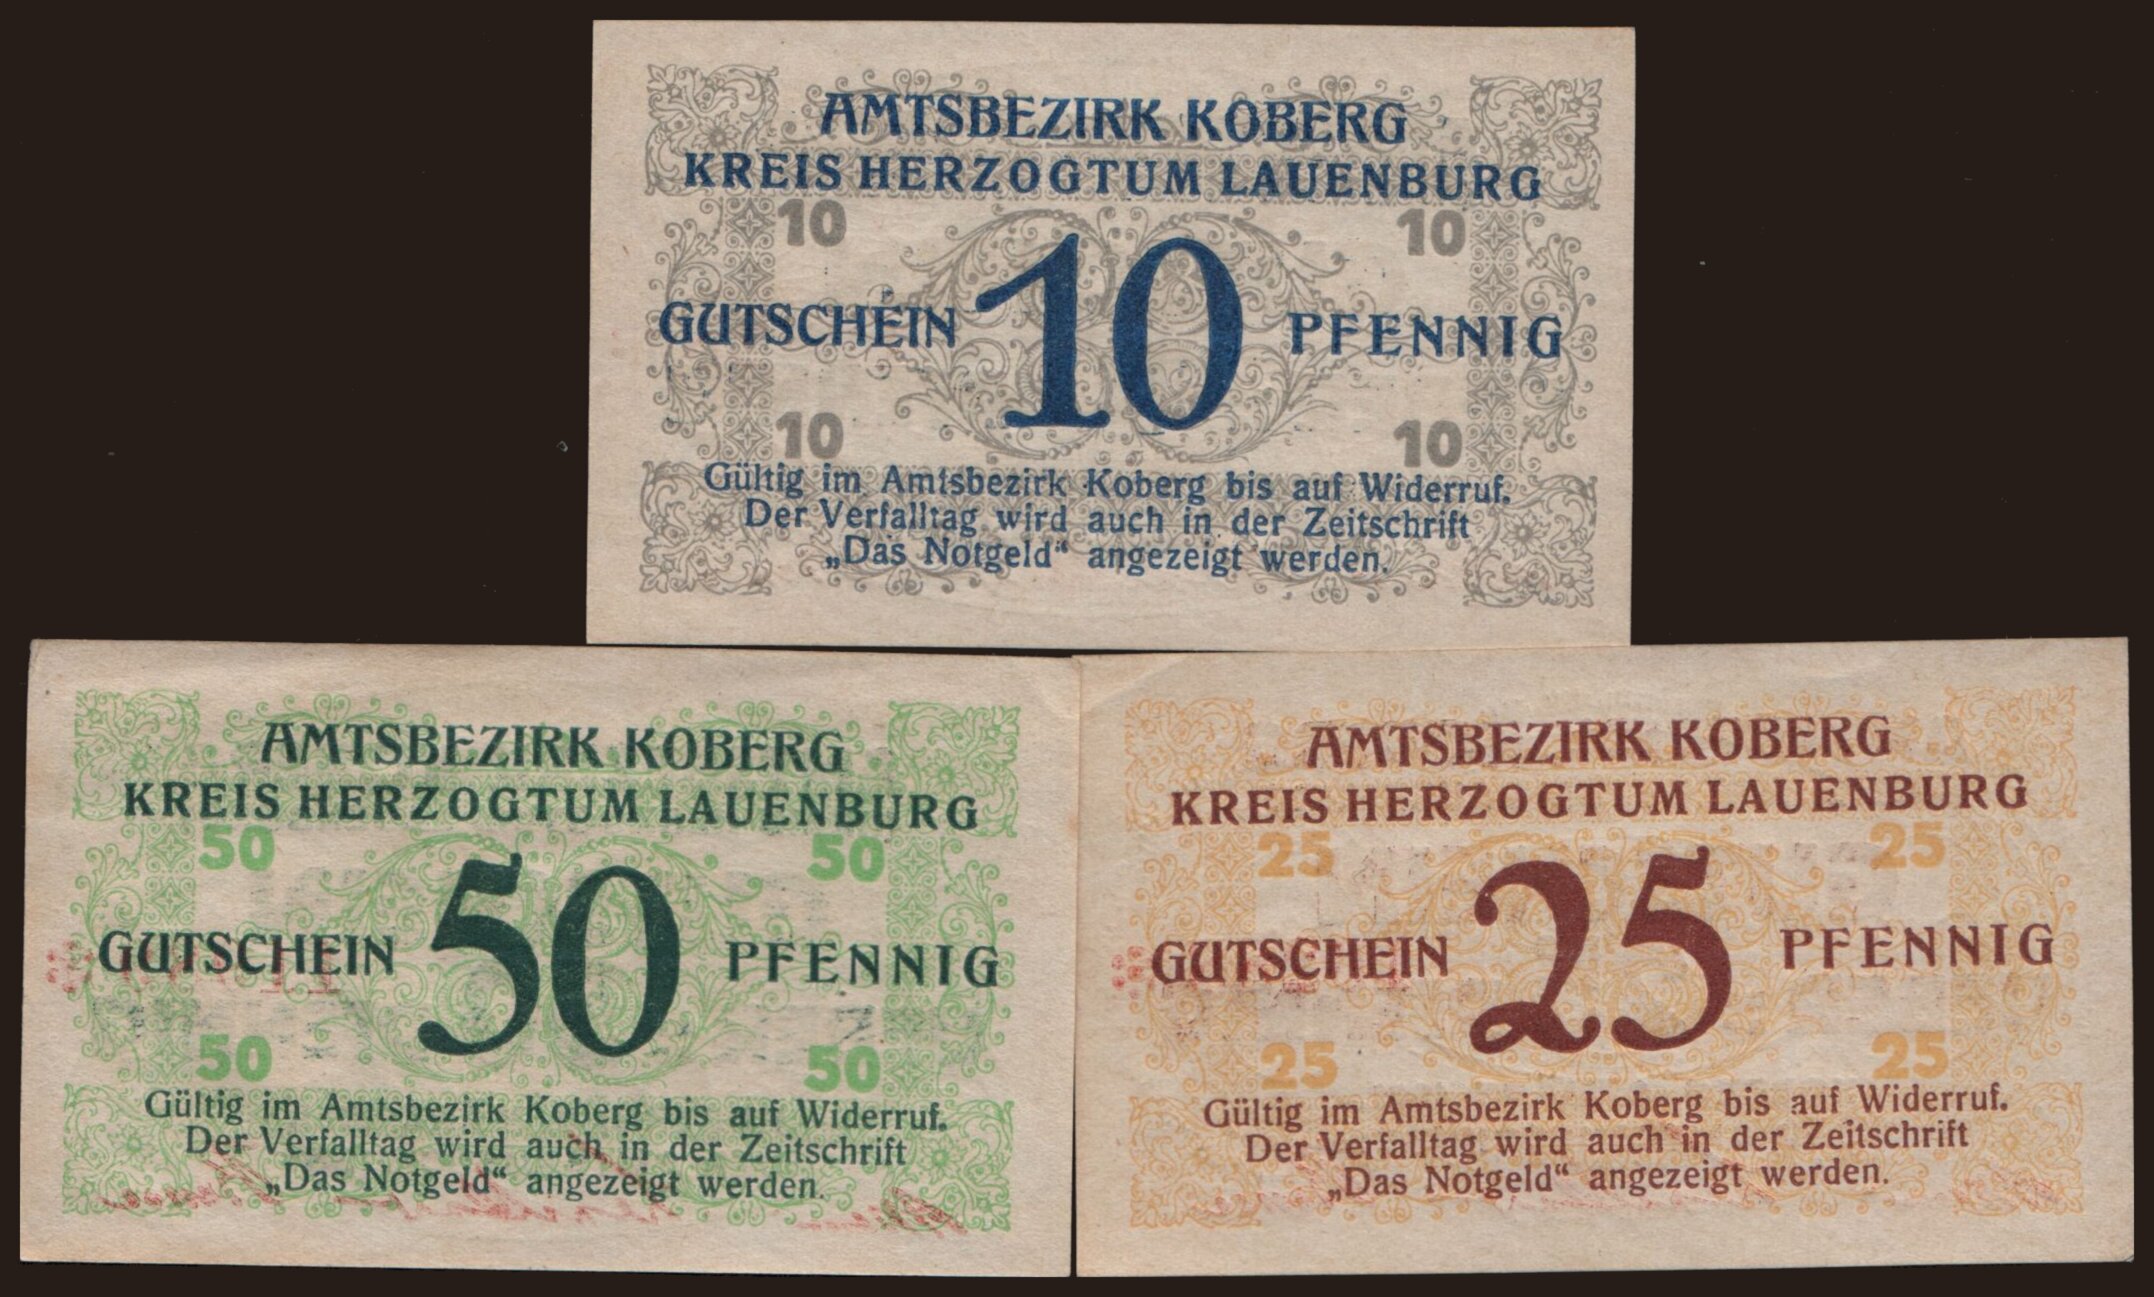 AMTSBEZIRK KOBERG
KREIS HERZOGTUM LAUENBURG
10 10
GUTSCHEIN 10 PFENNIG
10 10
Gültig im Amtsbezirk Koberg bis auf Widerruf.
Der Verfalltag wird auch in der Zeitschrift
„Das Notgeld“ angezeigt werden.
AMTSBEZIRK KOBERG
KREIS HERZOGTUM LAUENBURG
50 50
GUTSCHEIN 50 PFENNIG
50 50
Gültig im Amtsbezirk Koberg bis auf Widerruf.
Der Verfalltag wird auch in der Zeitschrift
„Das Notgeld“ angezeigt werden.
AMTSBEZIRK KOBERG
KREIS HERZOGTUM LAUENBURG
25 25
GUTSCHEIN 25 PFENNIG
25 25
Gültig im Amtsbezirk Koberg bis auf Widerruf.
Der Verfalltag wird auch in der Zeitschrift
„Das Notgeld“ angezeigt werden.